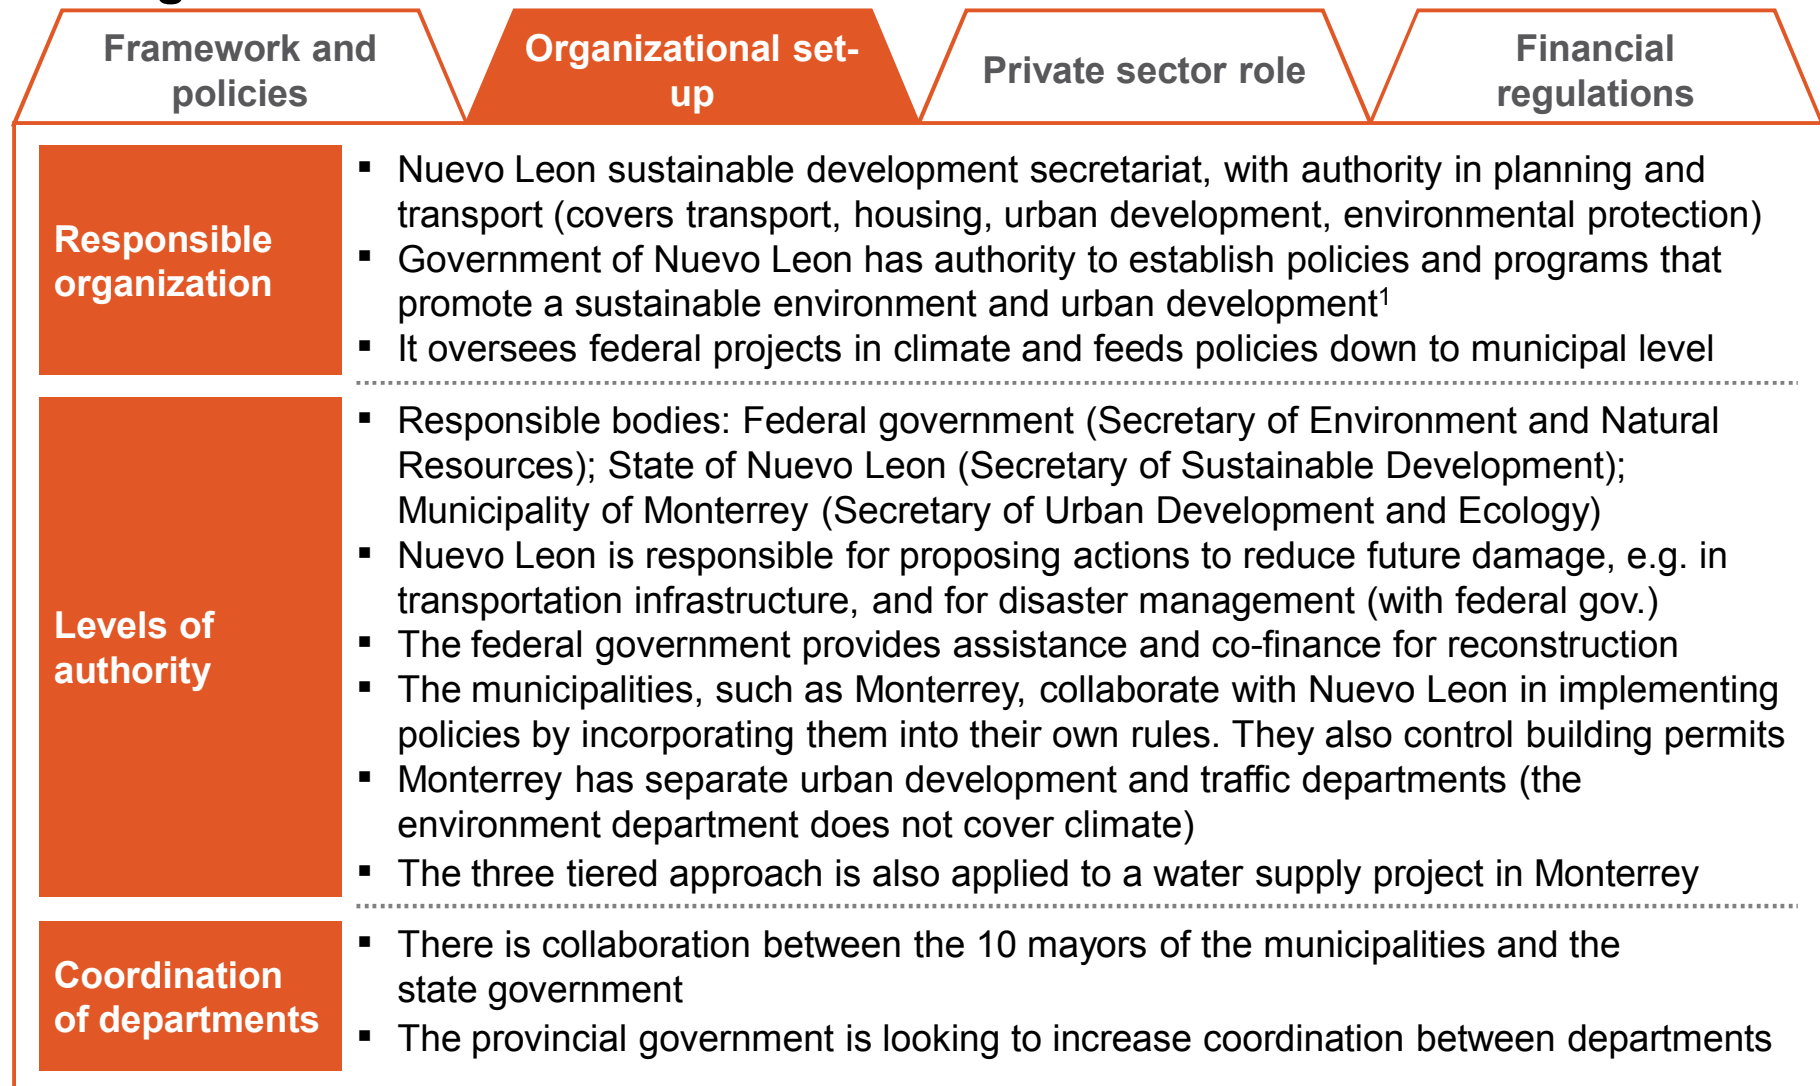 Framework and
policies
Organizational set-
up
Private sector role
Financial
regulations
Responsible
organization
▪ Nuevo Leon sustainable development secretariat, with authority in planning and
transport (covers transport, housing, urban development, environmental protection)
▪ Government of Nuevo Leon has authority to establish policies and programs that
promote a sustainable environment and urban development¹
▪ It oversees federal projects in climate and feeds policies down to municipal level
Levels of
authority
▪ Responsible bodies: Federal government (Secretary of Environment and Natural
Resources); State of Nuevo Leon (Secretary of Sustainable Development);
Municipality of Monterrey (Secretary of Urban Development and Ecology)
▪ Nuevo Leon is responsible for proposing actions to reduce future damage, e.g. in
transportation infrastructure, and for disaster management (with federal gov.)
▪ The federal government provides assistance and co-finance for reconstruction
▪ The municipalities, such as Monterrey, collaborate with Nuevo Leon in implementing
policies by incorporating them into their own rules. They also control building permits
▪ Monterrey has separate urban development and traffic departments (the
environment department does not cover climate)
▪ The three tiered approach is also applied to a water supply project in Monterrey
Coordination
of departments
▪ There is collaboration between the 10 mayors of the municipalities and the
state government
▪ The provincial government is looking to increase coordination between departments